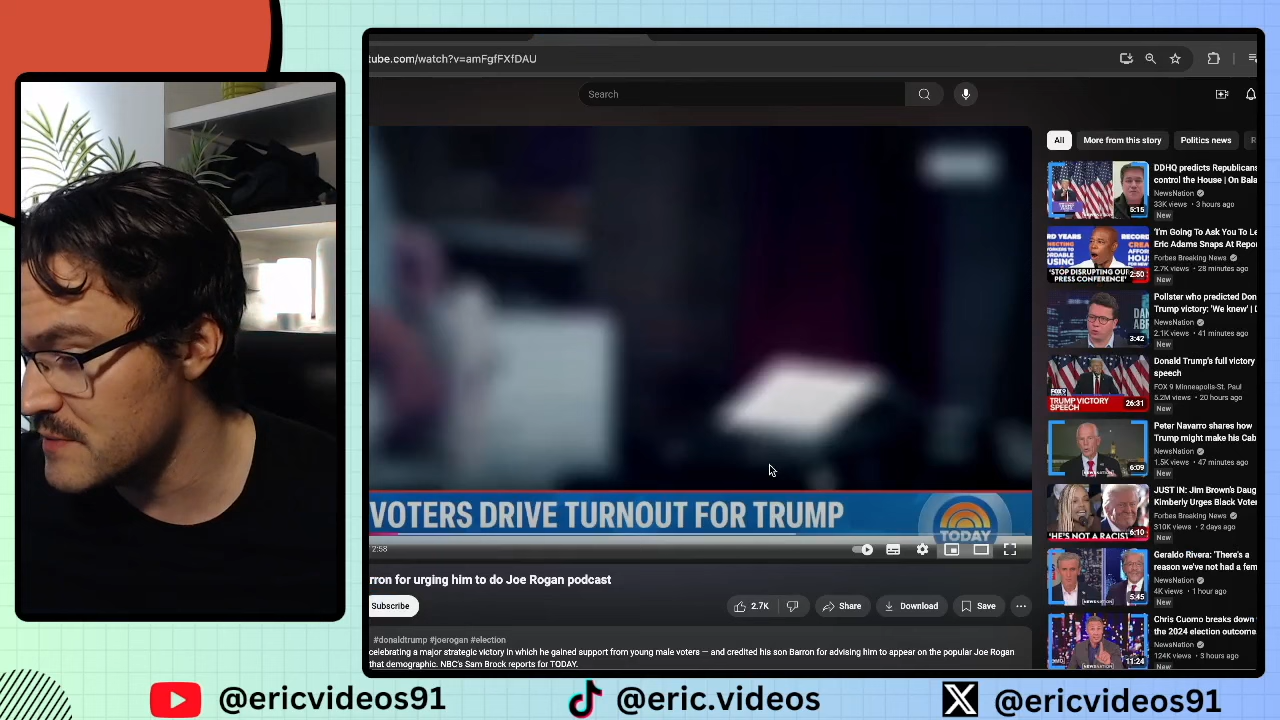 tube.com/watch?v=amFgfFXfDAU
Search
All
More from this story
Politics news
DDHQ predicts Republicans
control the House | On Bala
NewsNation
33K views • 3 hours ago
New
5:15
'I'm Going To Ask You To Le
Eric Adams Snaps At Repor
Forbes Breaking News
2.7K views • 28 minutes ago
New
'STOP DISRUPTING OUR
PRESS CONFERENCE'
2:50
Pollster who predicted Don
Trump victory: 'We knew' | D
NewsNation
2.1K views • 41 minutes ago
New
3:42
Donald Trump's full victory
speech
FOX 9 Minneapolis-St. Paul
5.2M views • 20 hours ago
TRUMP VICTORY
SPEECH
26:31
Peter Navarro shares how
Trump might make his Cab
NewsNation
1.5K views • 47 minutes ago
New
6:09
JUST IN: Jim Brown's Daug
Kimberly Urges Black Vote
Forbes Breaking News
310K views • 2 days ago
'HE'S NOT A RACIST'
6:10
Geraldo Rivera: 'There's a
reason we've not had a fem
NewsNation
4K views • 1 hour ago
New
5:45
Chris Cuomo breaks down
the 2024 election outcome
NewsNation
124K views • 3 hours ago
New
11:24
VOTERS DRIVE TURNOUT FOR TRUMP
TODAY
2:58
rron for urging him to do Joe Rogan podcast
Subscribe
2.7K
Share
Download
Save
#donaldtrump #joerogan #election
celebrating a major strategic victory in which he gained support from young male voters — and credited his son Barron for advising him to appear on the popular Joe Rogan
that demographic. NBC's Sam Brock reports for TODAY.
@ericvideos91
@eric.videos
@ericvideos91